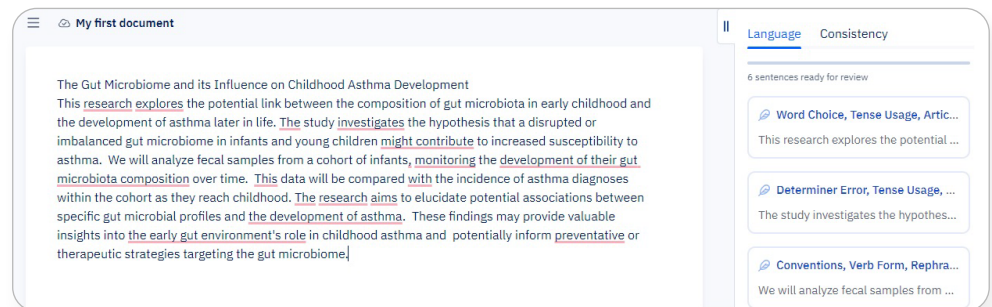 My first document
The Gut Microbiome and its Influence on Childhood Asthma Development
This research explores the potential link between the composition of gut microbiota in early childhood and
the development of asthma later in life. The study investigates the hypothesis that a disrupted or
imbalanced gut microbiome in infants and young children might contribute to increased susceptibility to
asthma.  We will analyze fecal samples from a cohort of infants, monitoring the development of their gut
microbiota composition over time.  This data will be compared with the incidence of asthma diagnoses
within the cohort as they reach childhood. The research aims to elucidate potential associations between
specific gut microbial profiles and the development of asthma.  These findings may provide valuable
insights into the early gut environment's role in childhood asthma and  potentially inform preventative or
therapeutic strategies targeting the gut microbiome.
Language Consistency
6 sentences ready for review
Word Choice, Tense Usage, Artic...
This research explores the potential ...
Determiner Error, Tense Usage, ...
The study investigates the hypothes...
Conventions, Verb Form, Rephra...
We will analyze fecal samples from ...